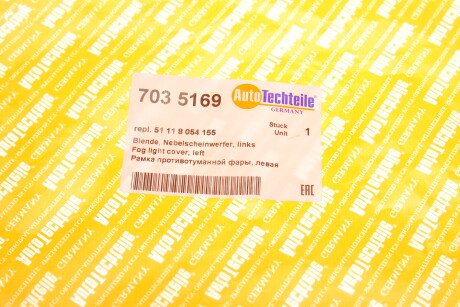 703 5169
AutoTechteile
GERMANY
repl. 51 11 8 054 155
Stück
Unit 1
Blende, Nebelscheinwerfer, links
Fog light cover, left
Рамка противотуманной фары, левая
EAC